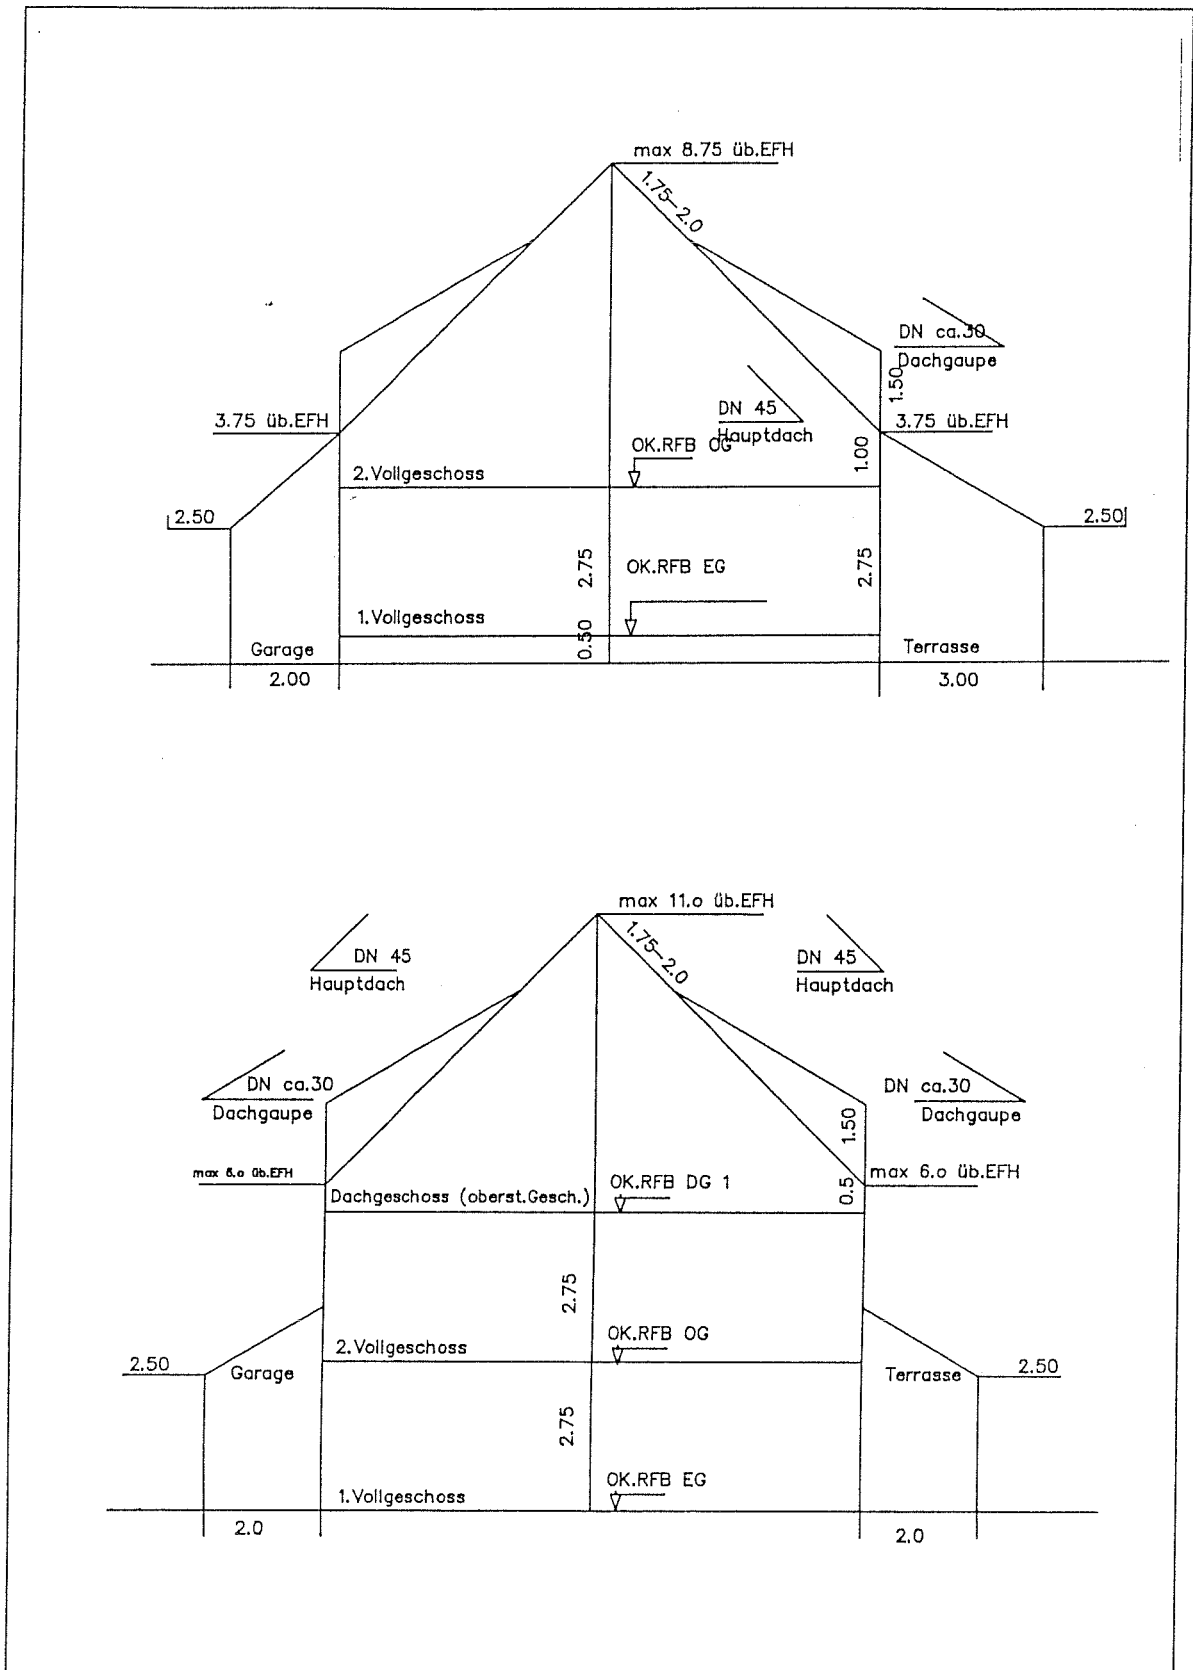 max 8.75 üb.EFH
1.75-2.0
DN ca.30
Dachgaupe
1.50
DN 45
Hauptdach
3.75 üb.EFH
3.75 üb.EFH
OK.RFB OG
1.00
2.Vollgeschoss
2.50
2.50
2.75
OK.RFB EG
2.75
1.Vollgeschoss
0.50
Garage
Terrasse
2.00
3.00
max 11.o üb.EFH
1.75-2.0
DN 45
Hauptdach
DN 45
Hauptdach
DN ca.30
Dachgaupe
DN ca.30
Dachgaupe
1.50
max 6.o üb.EFH
max 6.o üb.EFH
Dachgeschoss (oberst.Gesch.)
OK.RFB DG 1
0.5
2.75
OK.RFB OG
2.Vollgeschoss
2.50
Garage
Terrasse
2.50
2.75
OK.RFB EG
1.Vollgeschoss
2.0
2.0